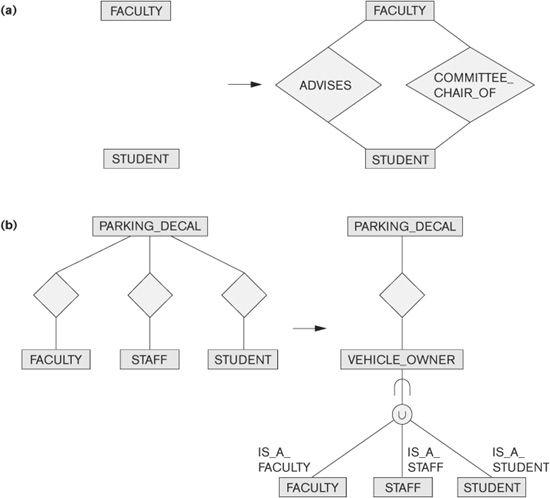 (a)
FACULTY
FACULTY
ADVISES
COMMITTEE_
CHAIR_OF
STUDENT
STUDENT
(b)
PARKING_DECAL
PARKING_DECAL
FACULTY
STAFF
STUDENT
VEHICLE_OWNER
∩
∪
IS_A_
FACULTY
IS_A_
STAFF
IS_A_
STUDENT
FACULTY
STAFF
STUDENT